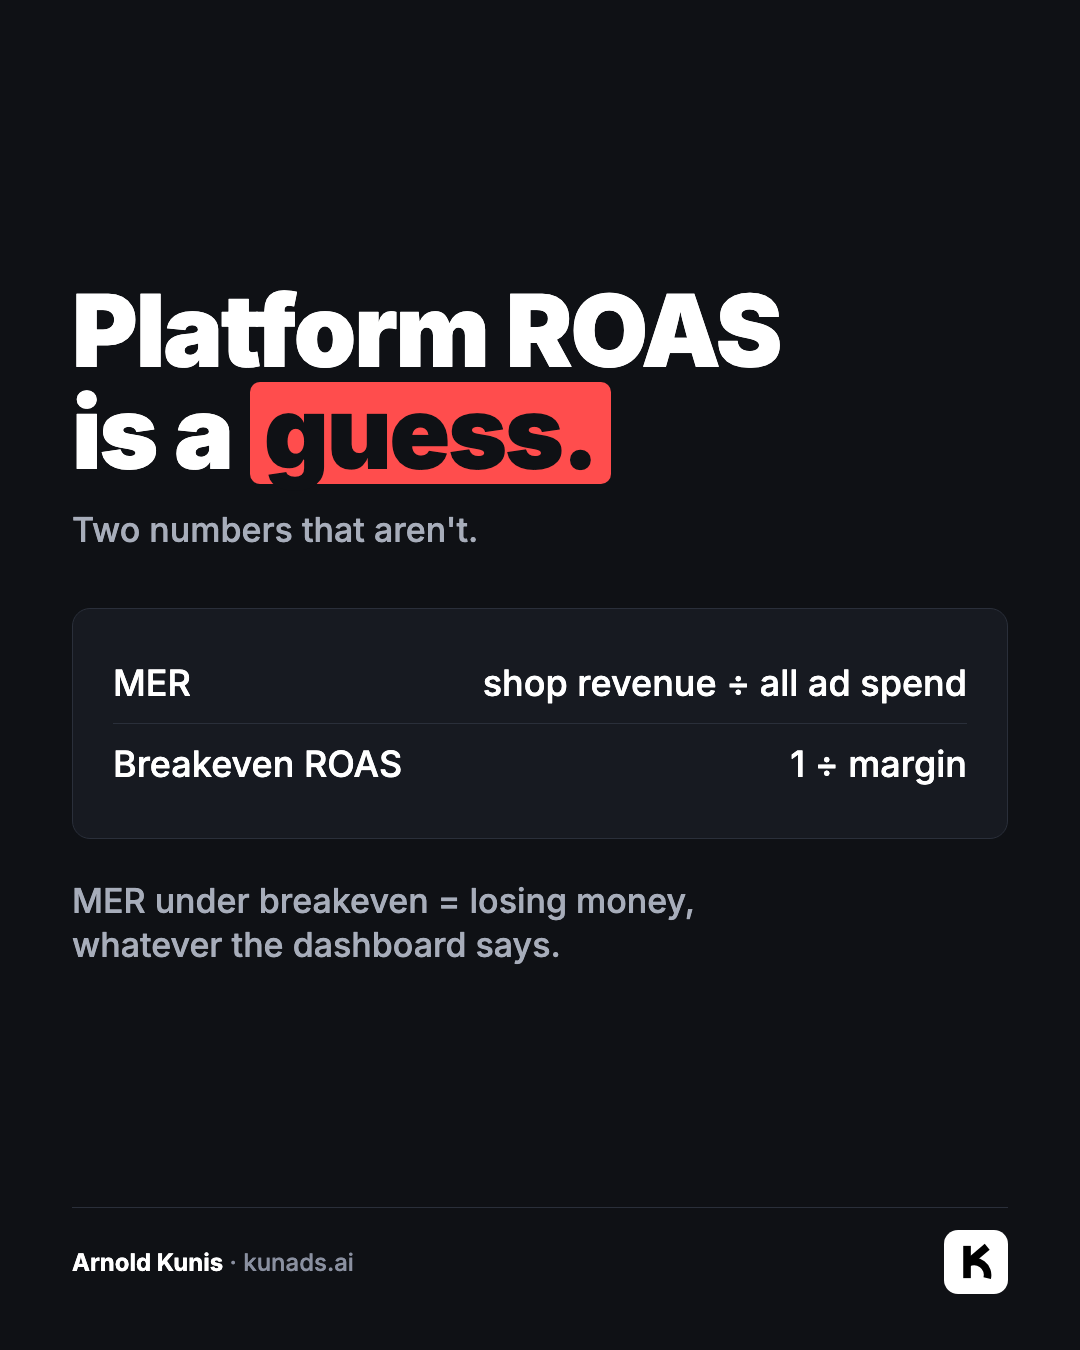 Platform ROAS
is a guess.
Two numbers that aren't.
MER shop revenue ÷ all ad spend
Breakeven ROAS 1 ÷ margin
MER under breakeven = losing money,
whatever the dashboard says.
Arnold Kunis · kunads.ai
K